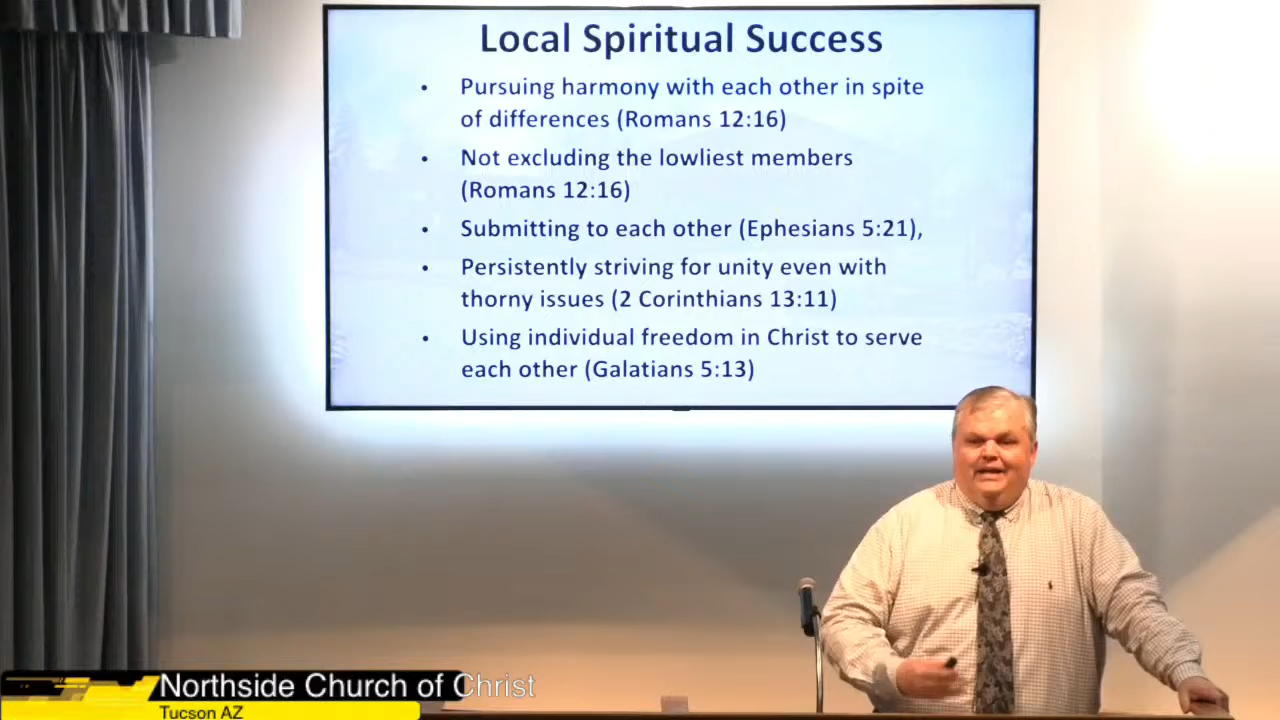 Local Spiritual Success
• Pursuing harmony with each other in spite
of differences (Romans 12:16)
• Not excluding the lowliest members
(Romans 12:16)
• Submitting to each other (Ephesians 5:21),
• Persistently striving for unity even with
thorny issues (2 Corinthians 13:11)
• Using individual freedom in Christ to serve
each other (Galatians 5:13)
Northside Church of Christ
Tucson AZ